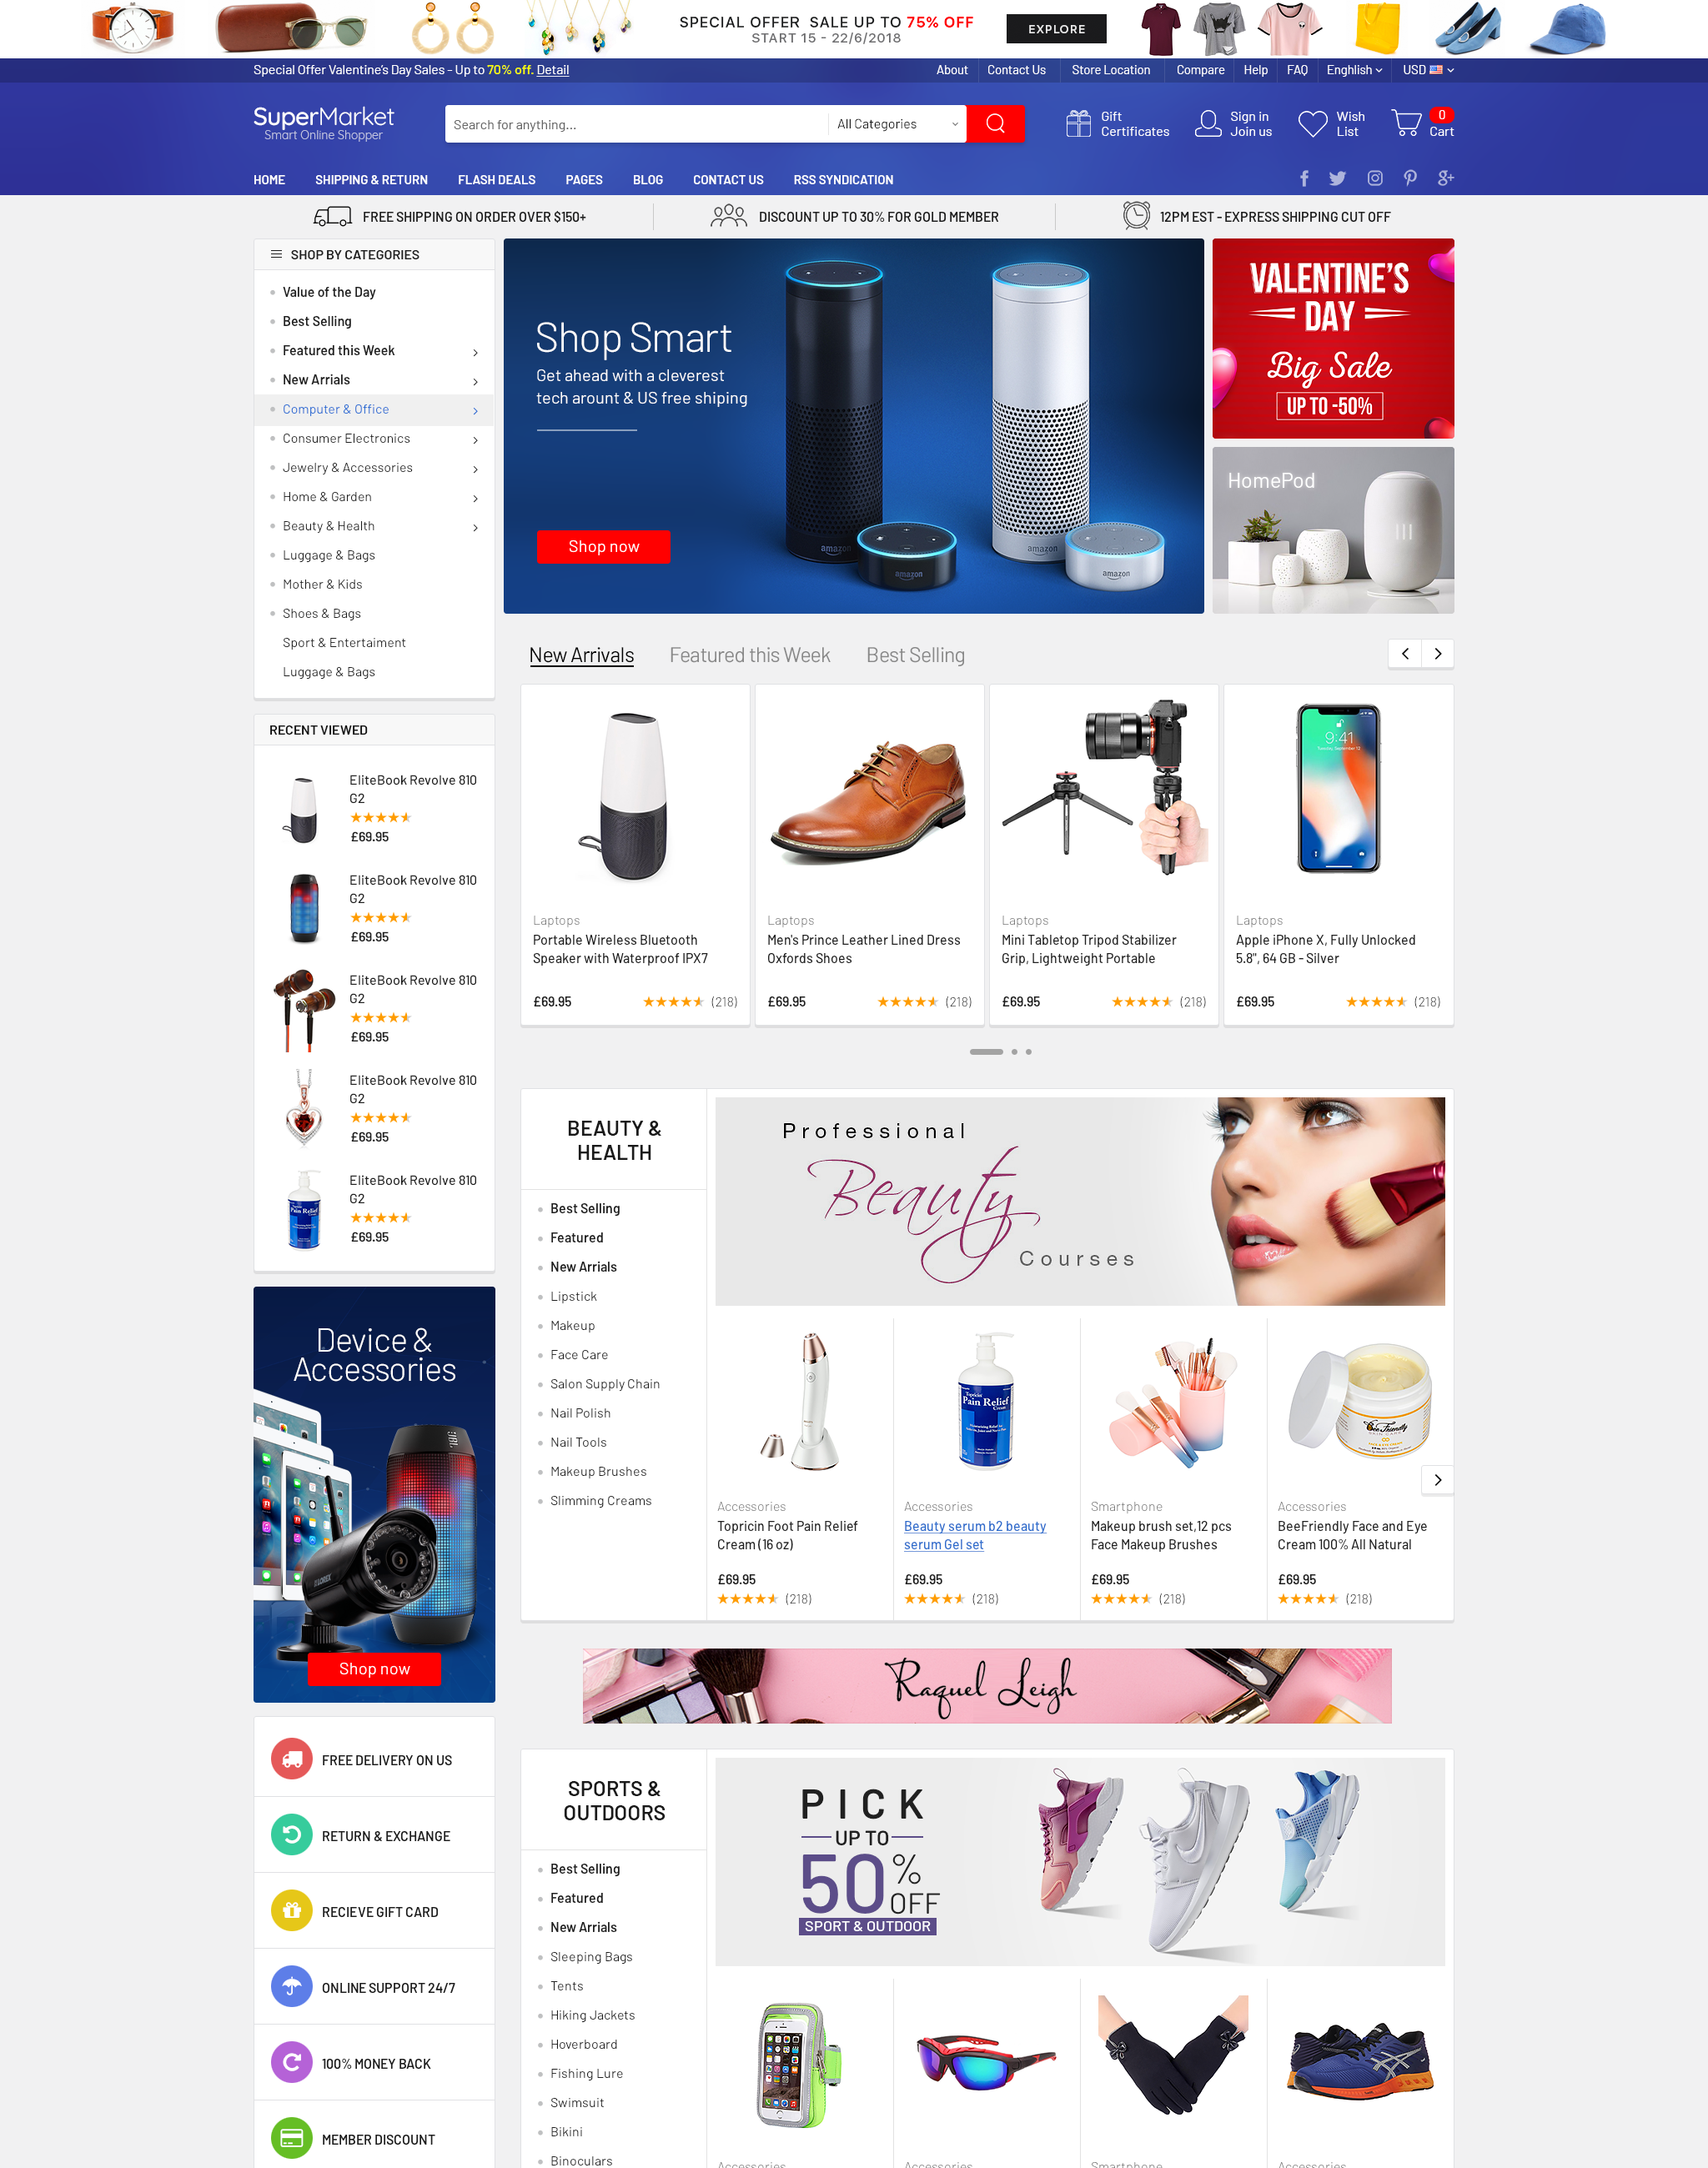 SPECIAL OFFER SALE UP TO 75% OFF
START 15 - 22/6/2018
EXPLORE
Special Offer Valentine's Day Sales - Up to 70% off. Detail
About
Contact Us
Store Location
Compare
Help
FAQ
Enghlish
USD
SuperMarket
Smart Online Shopper
Search for anything...
All Categories
Gift
Certificates
Sign in
Join us
Wish
List
0
Cart
HOME
SHIPPING & RETURN
FLASH DEALS
PAGES
BLOG
CONTACT US
RSS SYNDICATION
FREE SHIPPING ON ORDER OVER $150+
DISCOUNT UP TO 30% FOR GOLD MEMBER
12PM EST - EXPRESS SHIPPING CUT OFF
SHOP BY CATEGORIES
Value of the Day
Best Selling
Featured this Week
New Arrials
Computer & Office
Consumer Electronics
Jewelry & Accessories
Home & Garden
Beauty & Health
Luggage & Bags
Mother & Kids
Shoes & Bags
Sport & Entertaiment
Luggage & Bags
Shop Smart
Get ahead with a cleverest
tech arount & US free shiping
Shop now
amazon
amazon
amazon
amazon
VALENTINE'S
DAY
Big Sale
UP TO -50%
HomePod
New Arrivals
Featured this Week
Best Selling
9:41
Laptops
Portable Wireless Bluetooth
Speaker with Waterproof IPX7
£69.95
(218)
Laptops
Men's Prince Leather Lined Dress
Oxfords Shoes
£69.95
(218)
Laptops
Mini Tabletop Tripod Stabilizer
Grip, Lightweight Portable
£69.95
(218)
Laptops
Apple iPhone X, Fully Unlocked
5.8", 64 GB - Silver
£69.95
(218)
RECENT VIEWED
EliteBook Revolve 810
G2
£69.95
EliteBook Revolve 810
G2
£69.95
EliteBook Revolve 810
G2
£69.95
EliteBook Revolve 810
G2
£69.95
Pain Relief
EliteBook Revolve 810
G2
£69.95
Device &
Accessories
LOREX
Shop now
FREE DELIVERY ON US
RETURN & EXCHANGE
RECIEVE GIFT CARD
ONLINE SUPPORT 24/7
100% MONEY BACK
MEMBER DISCOUNT
BEAUTY &
HEALTH
Best Selling
Featured
New Arrials
Lipstick
Makeup
Face Care
Salon Supply Chain
Nail Polish
Nail Tools
Makeup Brushes
Slimming Creams
Professional
Beauty
Courses
Topricin
Pain Relief
Cream
BeeFriendly
SKIN CARE
Accessories
Topricin Foot Pain Relief
Cream (16 oz)
£69.95
(218)
Accessories
Beauty serum b2 beauty
serum Gel set
£69.95
(218)
Smartphone
Makeup brush set,12 pcs
Face Makeup Brushes
£69.95
(218)
Accessories
BeeFriendly Face and Eye
Cream 100% All Natural
£69.95
(218)
Raquel Leigh
SPORTS &
OUTDOORS
Best Selling
Featured
New Arrials
Sleeping Bags
Tents
Hiking Jackets
Hoverboard
Fishing Lure
Swimsuit
Bikini
Binoculars
PICK
UP TO
50%
OFF
SPORT & OUTDOOR
Accessories
Accessories
Smartphone
Accessories